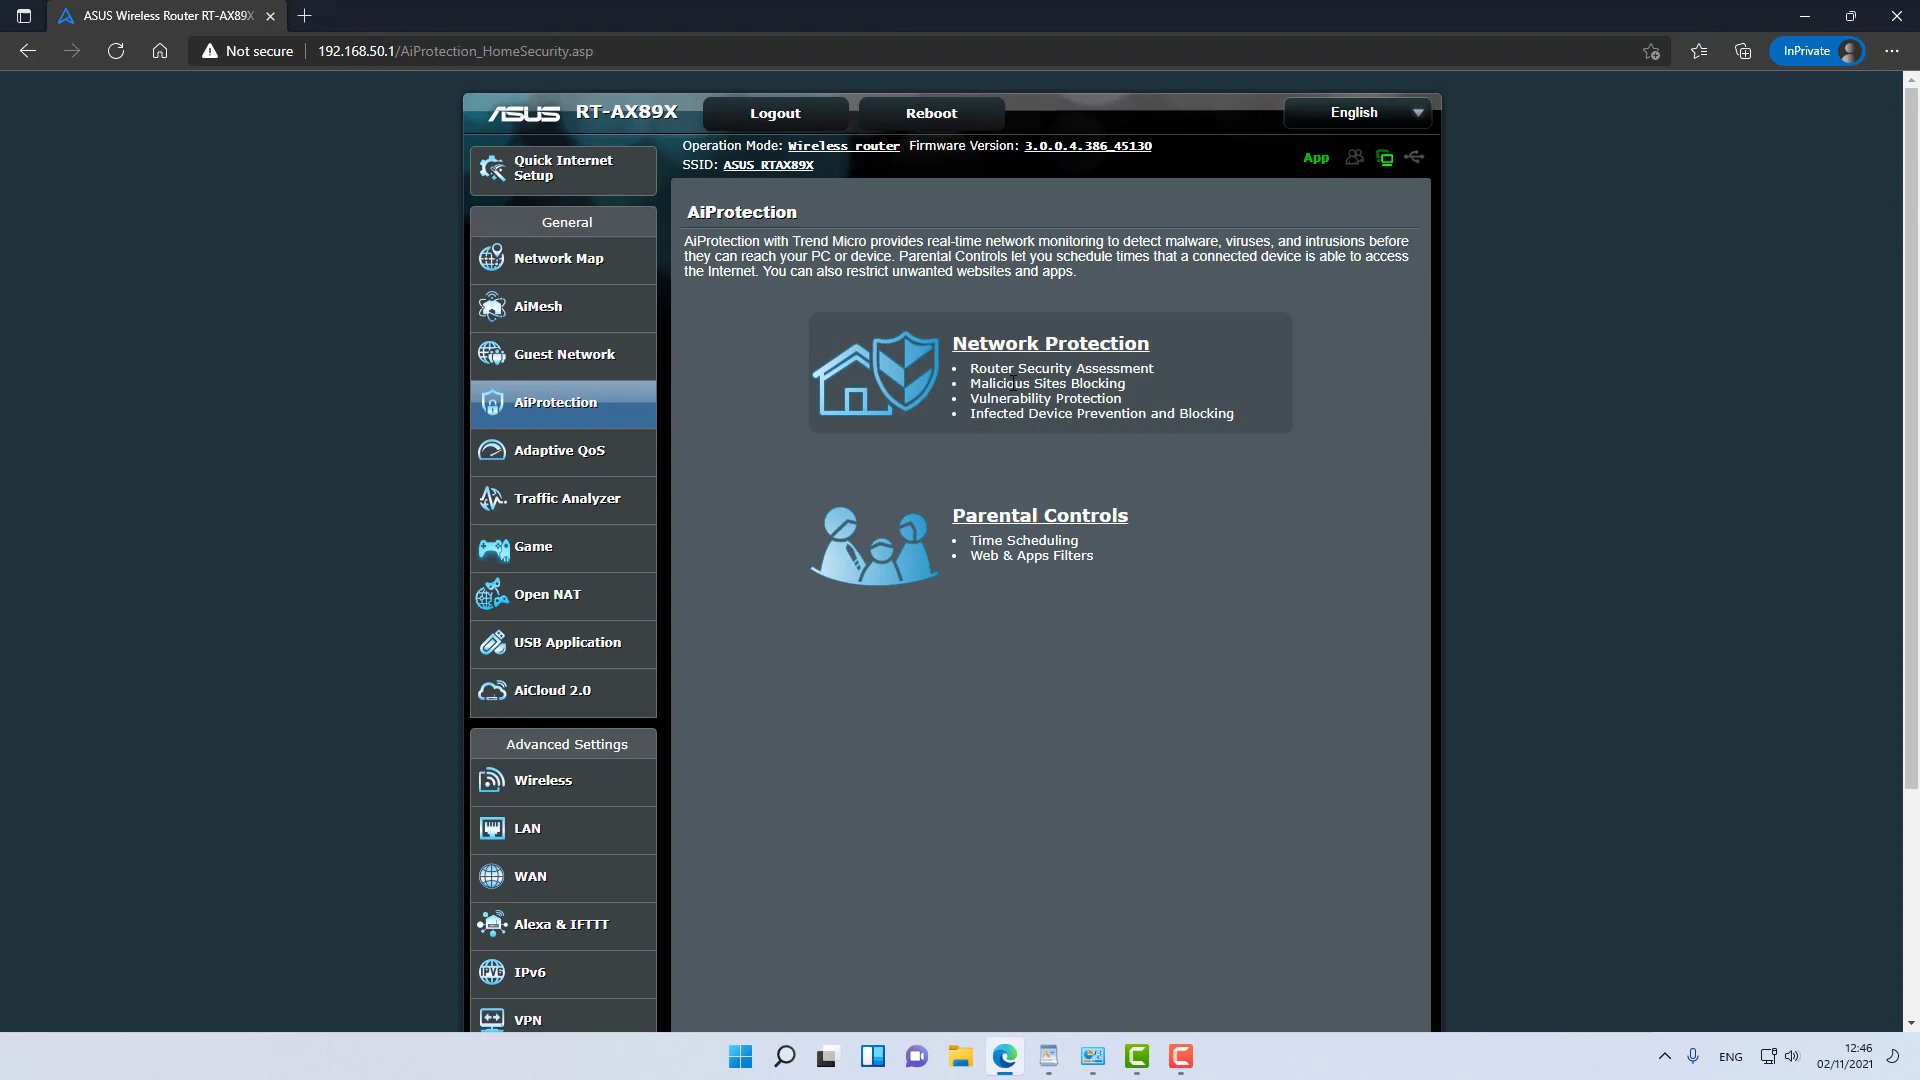 ASUS Wireless Router RT-AX89X
Not secure
192.168.50.1/AiProtection_HomeSecurity.asp
InPrivate
ASUS RT-AX89X
Logout
Reboot
English
Operation Mode: Wireless router Firmware Version: 3.0.0.4.386_45130
SSID: ASUS_RTAX89X
App
Quick Internet
Setup
General
Network Map
AiMesh
Guest Network
AiProtection
Adaptive QoS
Traffic Analyzer
Game
Open NAT
USB Application
AiCloud 2.0
Advanced Settings
Wireless
LAN
WAN
Alexa & IFTTT
IPv6
VPN
AiProtection
AiProtection with Trend Micro provides real-time network monitoring to detect malware, viruses, and intrusions before
they can reach your PC or device. Parental Controls let you schedule times that a connected device is able to access
the Internet. You can also restrict unwanted websites and apps.
Network Protection
• Router Security Assessment
• Malicious Sites Blocking
• Vulnerability Protection
• Infected Device Prevention and Blocking
Parental Controls
• Time Scheduling
• Web & Apps Filters
ENG
12:46
02/11/2021